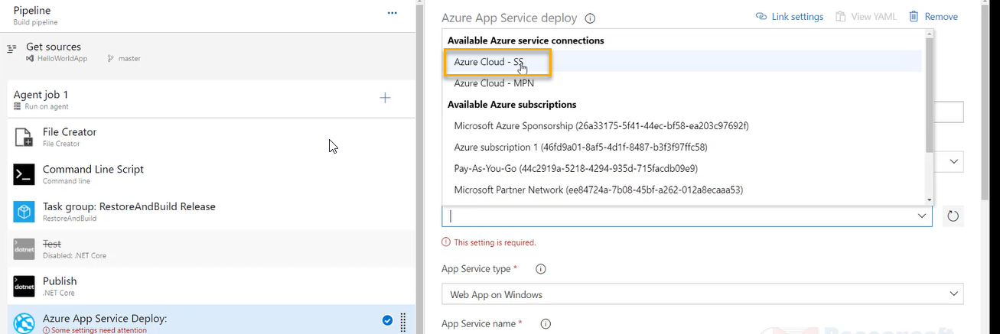 Pipeline
Build pipeline
...
Get sources
HelloWorldApp master
Agent job 1
Run on agent
File Creator
File Creator
Command Line Script
Command line
Task group: RestoreAndBuild Release
RestoreAndBuild
dotnet
Test
Disabled: .NET Core
dotnet
Publish
.NET Core
Azure App Service Deploy:
Some settings need attention
Azure App Service deploy
Link settings
View YAML
Remove
Available Azure service connections
Azure Cloud - SS
Azure Cloud - MPN
Available Azure subscriptions
Microsoft Azure Sponsorship (26a33175-5f41-44ec-bf58-ea203c97692f)
Azure subscription 1 (46fd9a01-8af5-4d1f-8487-b3f3f97ffc58)
Pay-As-You-Go (44c2919a-5218-4294-935d-715facdb09e9)
Microsoft Partner Network (ee84724a-7b08-45bf-a262-012a8ecaaa53)
This setting is required.
App Service type *
Web App on Windows
App Service name *